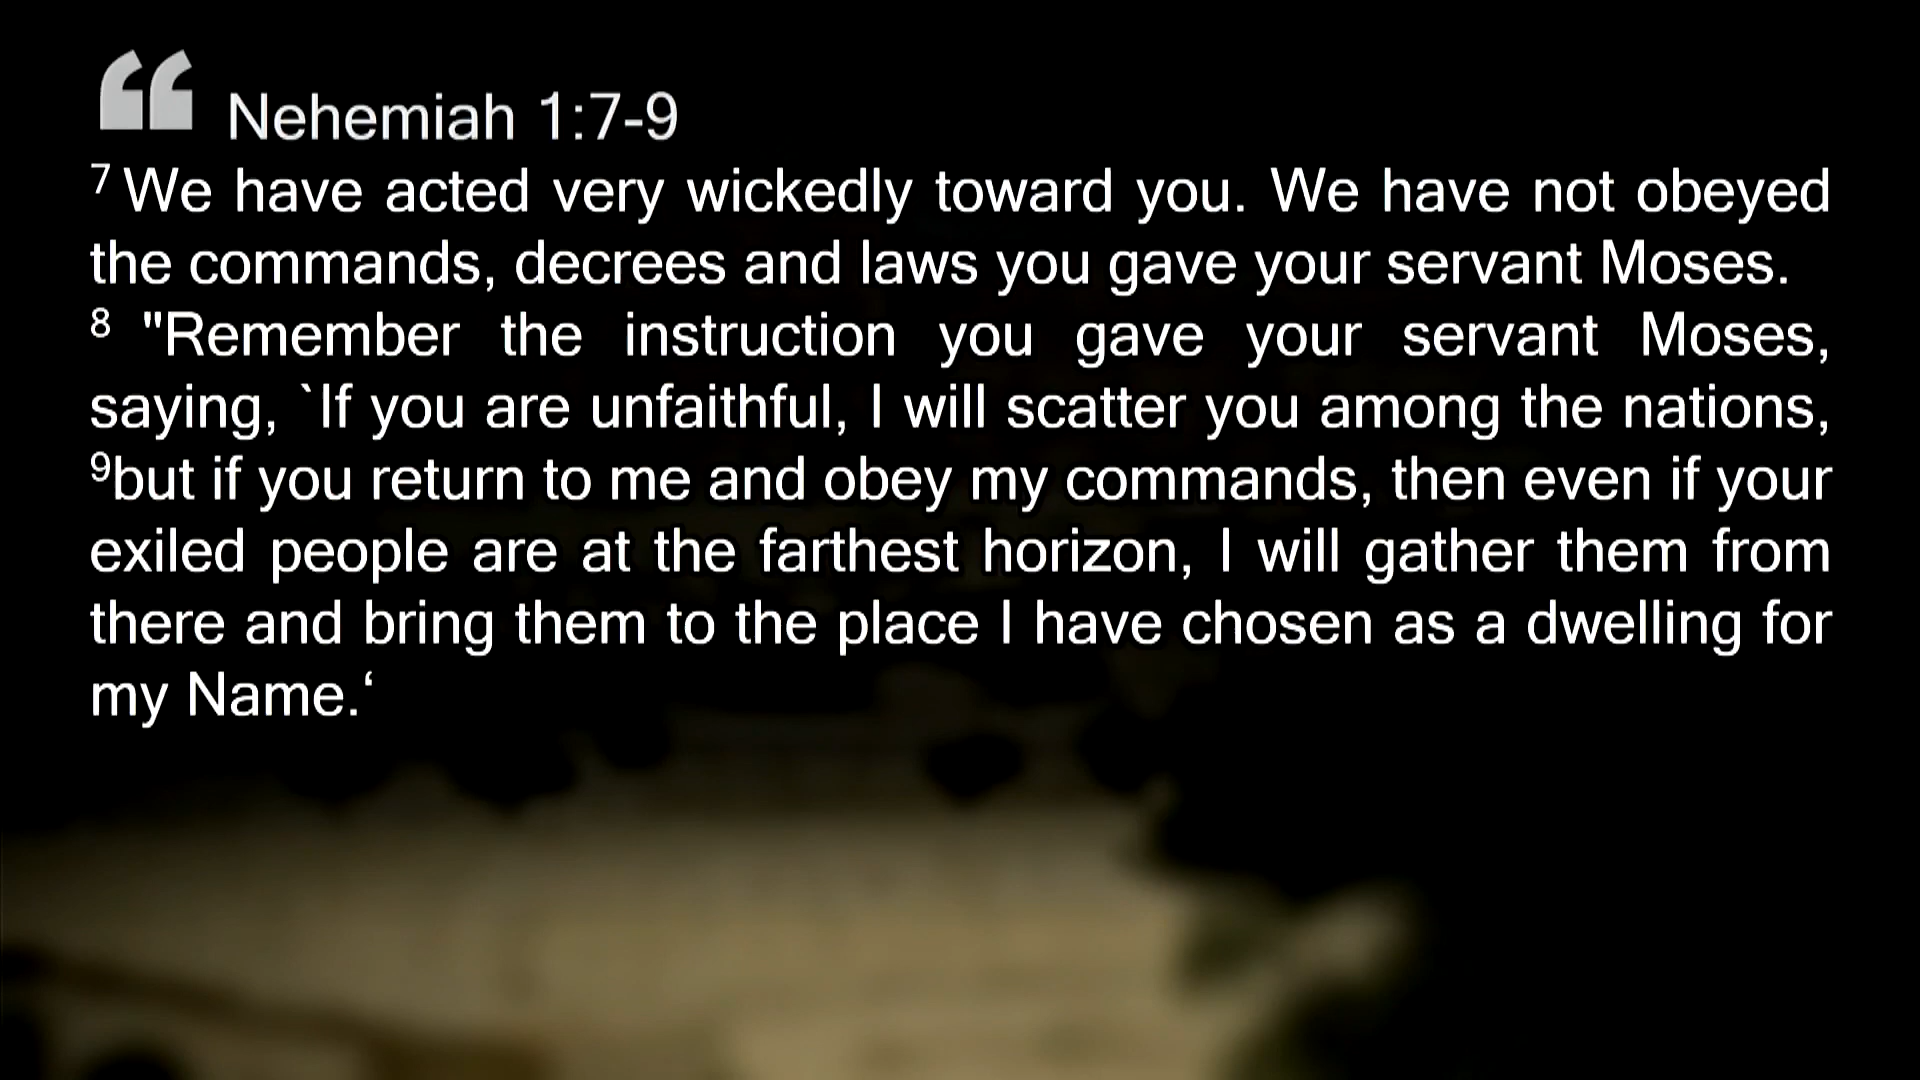 “ Nehemiah 1:7-9
7 We have acted very wickedly toward you. We have not obeyed
the commands, decrees and laws you gave your servant Moses.
8 "Remember the instruction you gave your servant Moses,
saying, `If you are unfaithful, I will scatter you among the nations,
9but if you return to me and obey my commands, then even if your
exiled people are at the farthest horizon, I will gather them from
there and bring them to the place I have chosen as a dwelling for
my Name.‘